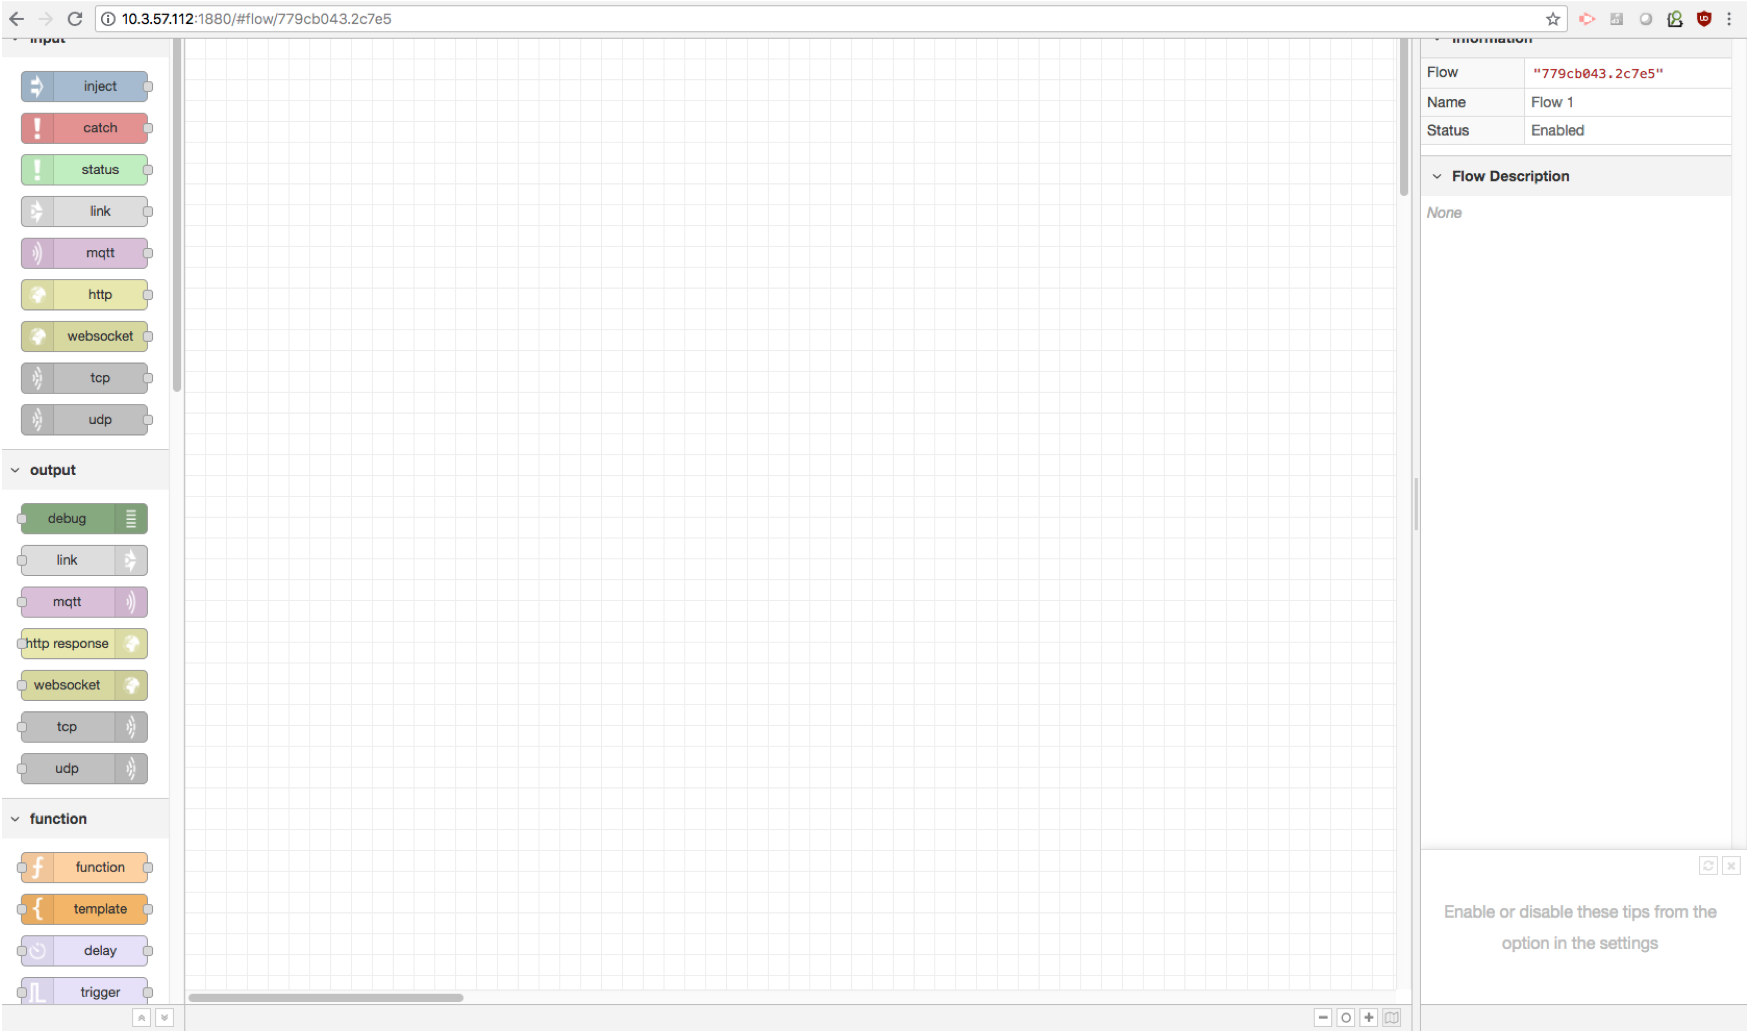 10.3.57.112:1880/#flow/779cb043.2c7e5
input
inject
catch
status
link
mqtt
http
websocket
tcp
udp
output
debug
link
mqtt
http response
websocket
tcp
udp
function
function
template
delay
trigger
Information
Flow "779cb043.2c7e5"
Name Flow 1
Status Enabled
Flow Description
None
Enable or disable these tips from the
option in the settings